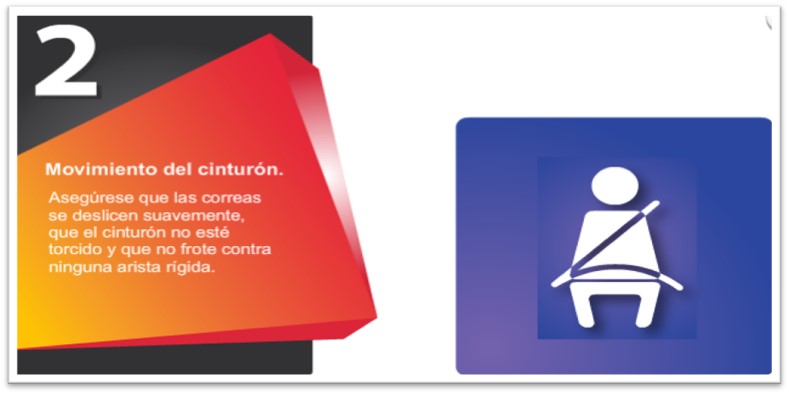 2
Movimiento del cinturón.
Asegúrese que las correas
se deslicen suavemente,
que el cinturón no esté
torcido y que no frote contra
ninguna arista rígida.